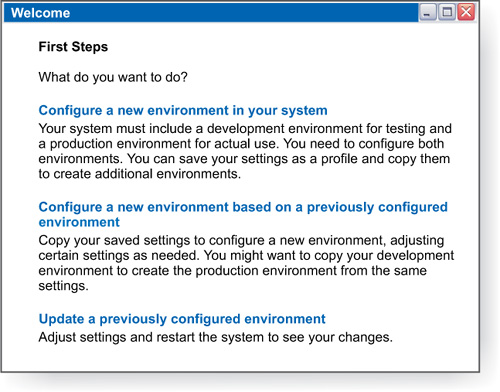 Welcome
First Steps
What do you want to do?
Configure a new environment in your system
Your system must include a development environment for testing and
a production environment for actual use. You need to configure both
environments. You can save your settings as a profile and copy them
to create additional environments.
Configure a new environment based on a previously configured
environment
Copy your saved settings to configure a new environment, adjusting
certain settings as needed. You might want to copy your development
environment to create the production environment from the same
settings.
Update a previously configured environment
Adjust settings and restart the system to see your changes.